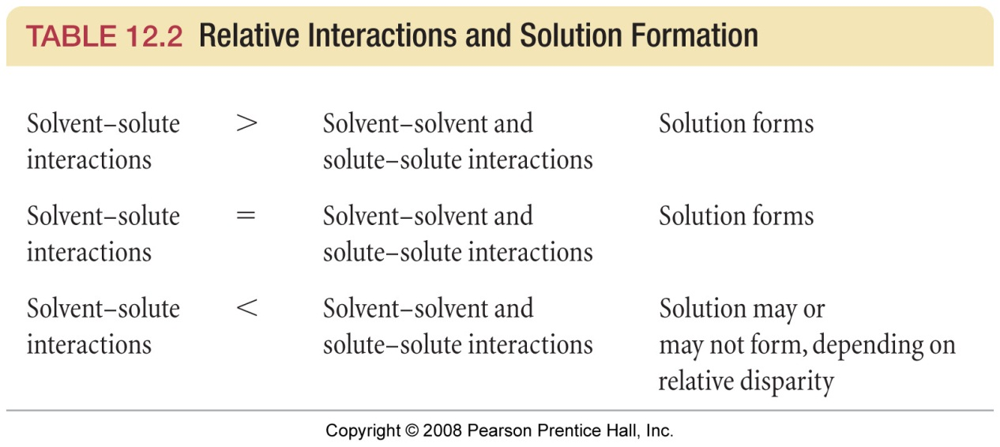 TABLE 12.2 Relative Interactions and Solution Formation
Solvent–solute > Solvent–solvent and Solution forms
interactions solute–solute interactions
Solvent–solute = Solvent–solvent and Solution forms
interactions solute–solute interactions
Solvent–solute < Solvent–solvent and Solution may or
interactions solute–solute interactions may not form, depending on
relative disparity
Copyright © 2008 Pearson Prentice Hall, Inc.